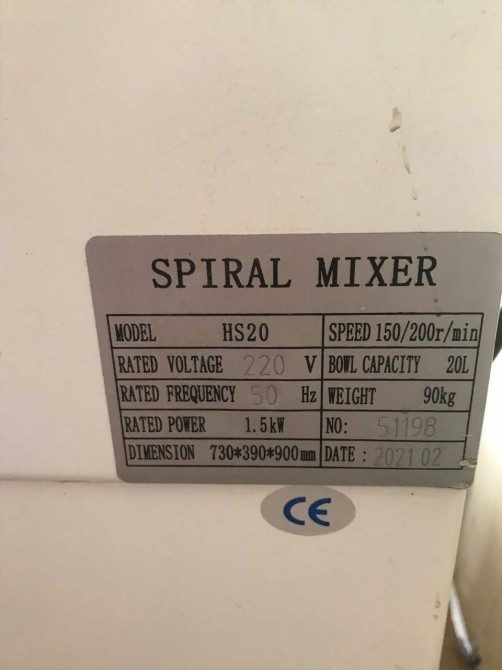 SPIRAL MIXER
MODEL HS20 SPEED 150/200r/min
RATED VOLTAGE 220 V BOWL CAPACITY 20L
RATED FREQUENCY 50 Hz WEIGHT 90kg
RATED POWER 1.5kW NO: 51198
DIMENSION 730*390*900mm DATE : 2021 02
CE